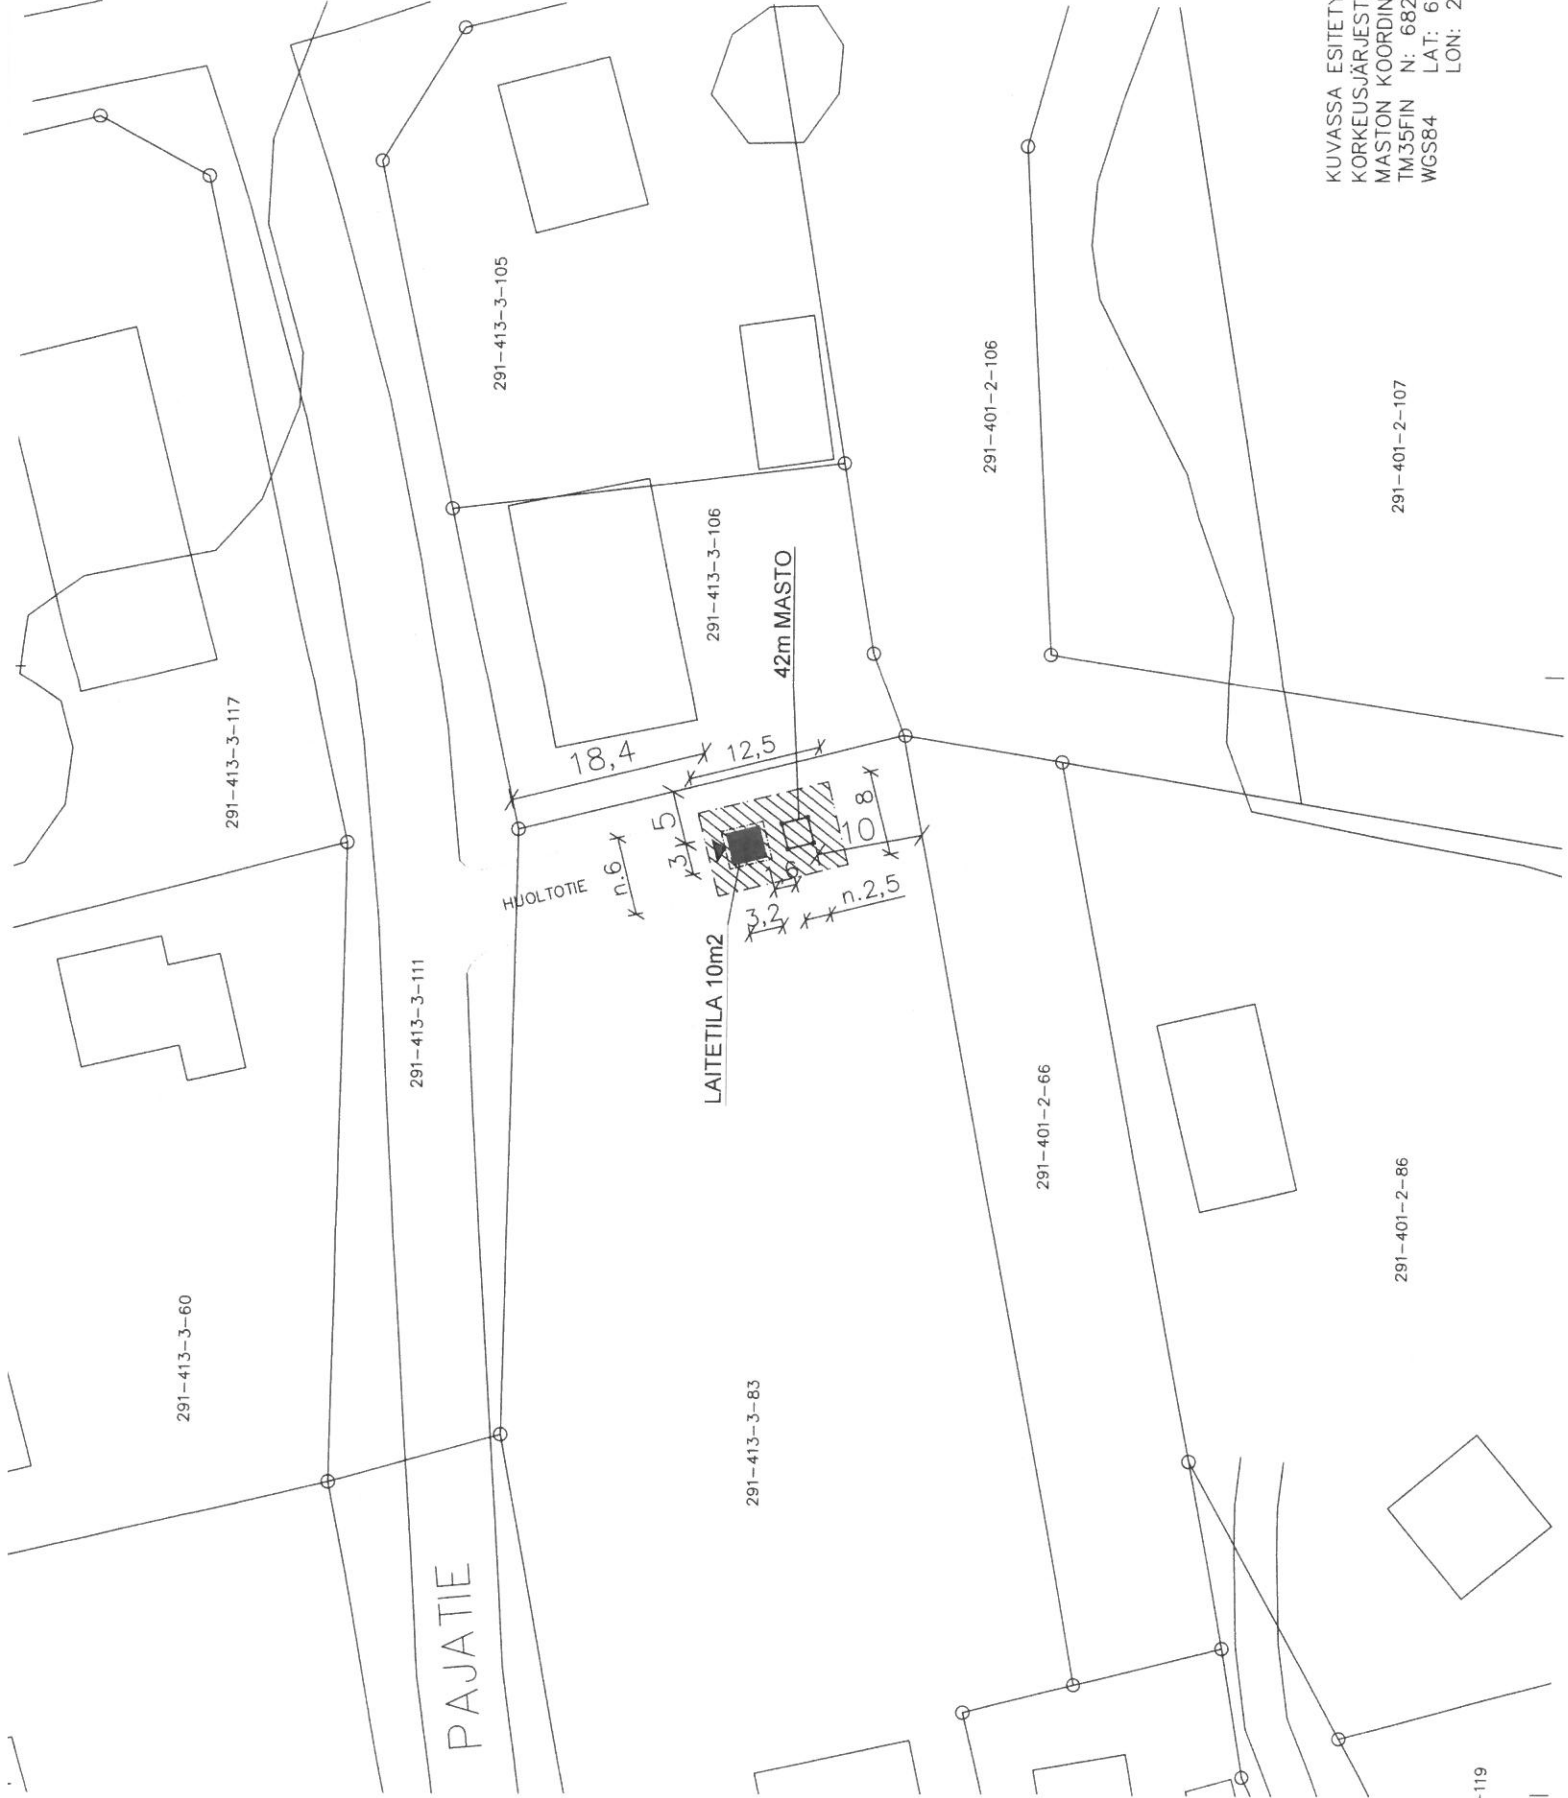 KUVASSA ESITETY
KORKEUSJÄRJEST
MASTON KOORDIN
TM35FIN N: 682
WGS84 LAT: 6
LON: 2
291-413-3-105
291-401-2-106
291-401-2-107
291-413-3-106
42m MASTO
291-413-3-117
18,4
12,5
5
3
8
10
n.6
HUOLTOTIE
3,2
n.2,5
LAITETILA 10m2
291-413-3-111
291-401-2-66
291-401-2-86
291-413-3-60
291-413-3-83
PAJATIE
-119